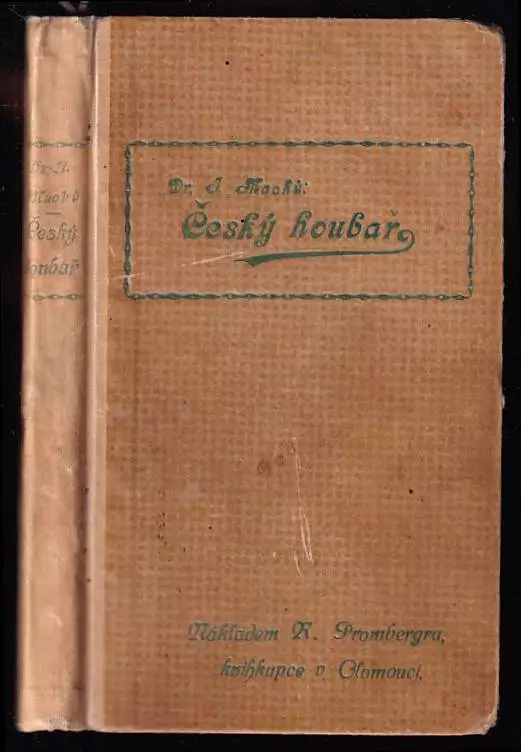 Dr. J. Macků:
Český houbař
Nákladem R. Prombergra,
knihkupce v Olomouci.
Dr. J.
Macků
Český
houbař